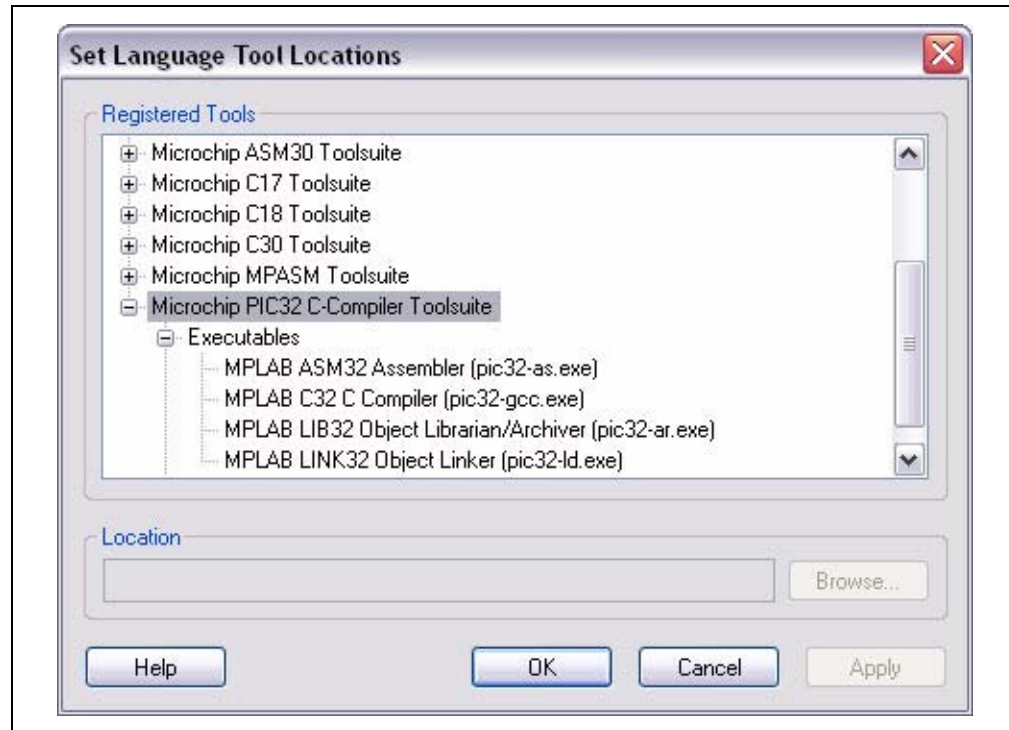 Set Language Tool Locations
Registered Tools
Microchip ASM30 Toolsuite
Microchip C17 Toolsuite
Microchip C18 Toolsuite
Microchip C30 Toolsuite
Microchip MPASM Toolsuite
Microchip PIC32 C-Compiler Toolsuite
Executables
MPLAB ASM32 Assembler (pic32-as.exe)
MPLAB C32 C Compiler (pic32-gcc.exe)
MPLAB LIB32 Object Librarian/Archiver (pic32-ar.exe)
MPLAB LINK32 Object Linker (pic32-ld.exe)
Location
Browse...
Help OK Cancel Apply